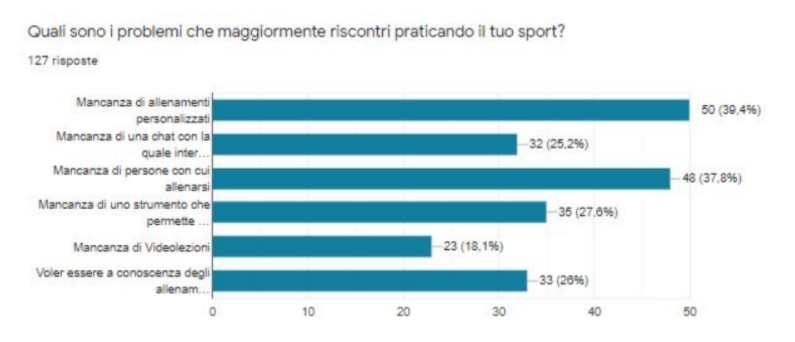 Quali sono i problemi che maggiormente riscontri praticando il tuo sport?
127 risposte
Mancanza di allenamenti
personalizzati
50 (39,4%)
Mancanza di una chat con la
quale inter...
32 (25,2%)
Mancanza di persone con cui
allenarsi
48 (37,8%)
Mancanza di uno strumento che
permette ...
35 (27,6%)
Mancanza di Videolezioni
23 (18,1%)
Voler essere a conoscenza degli
allenam...
33 (26%)
0 10 20 30 40 50